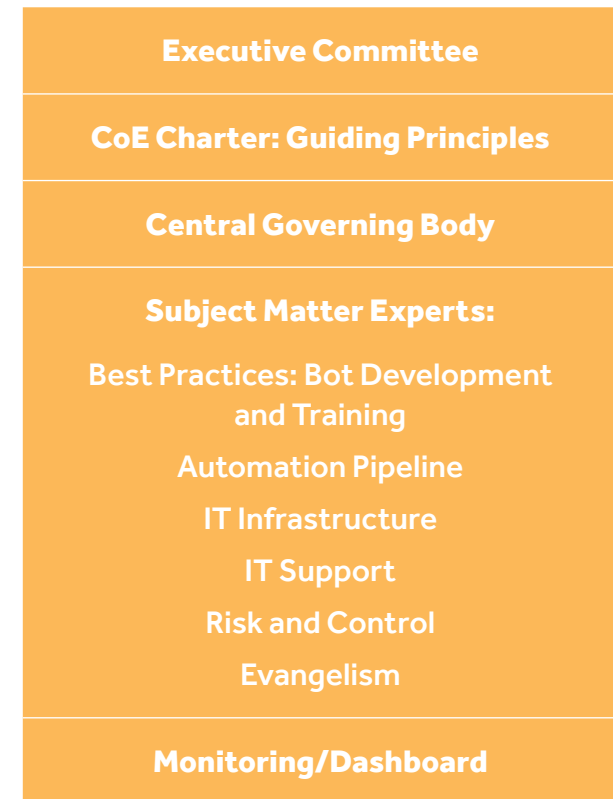 Executive Committee
CoE Charter: Guiding Principles
Central Governing Body
Subject Matter Experts:
Best Practices: Bot Development
and Training
Automation Pipeline
IT Infrastructure
IT Support
Risk and Control
Evangelism
Monitoring/Dashboard